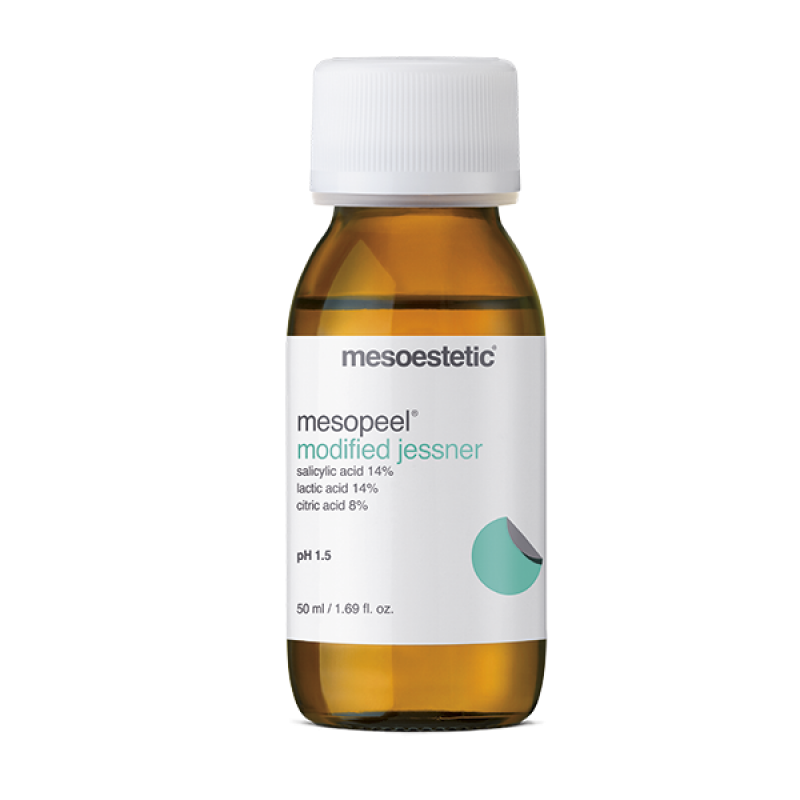 mesoestetic®
mesopeel®
modified jessner
salicylic acid 14%
lactic acid 14%
citric acid 8%
pH 1.5
50 ml / 1.69 fl. oz.